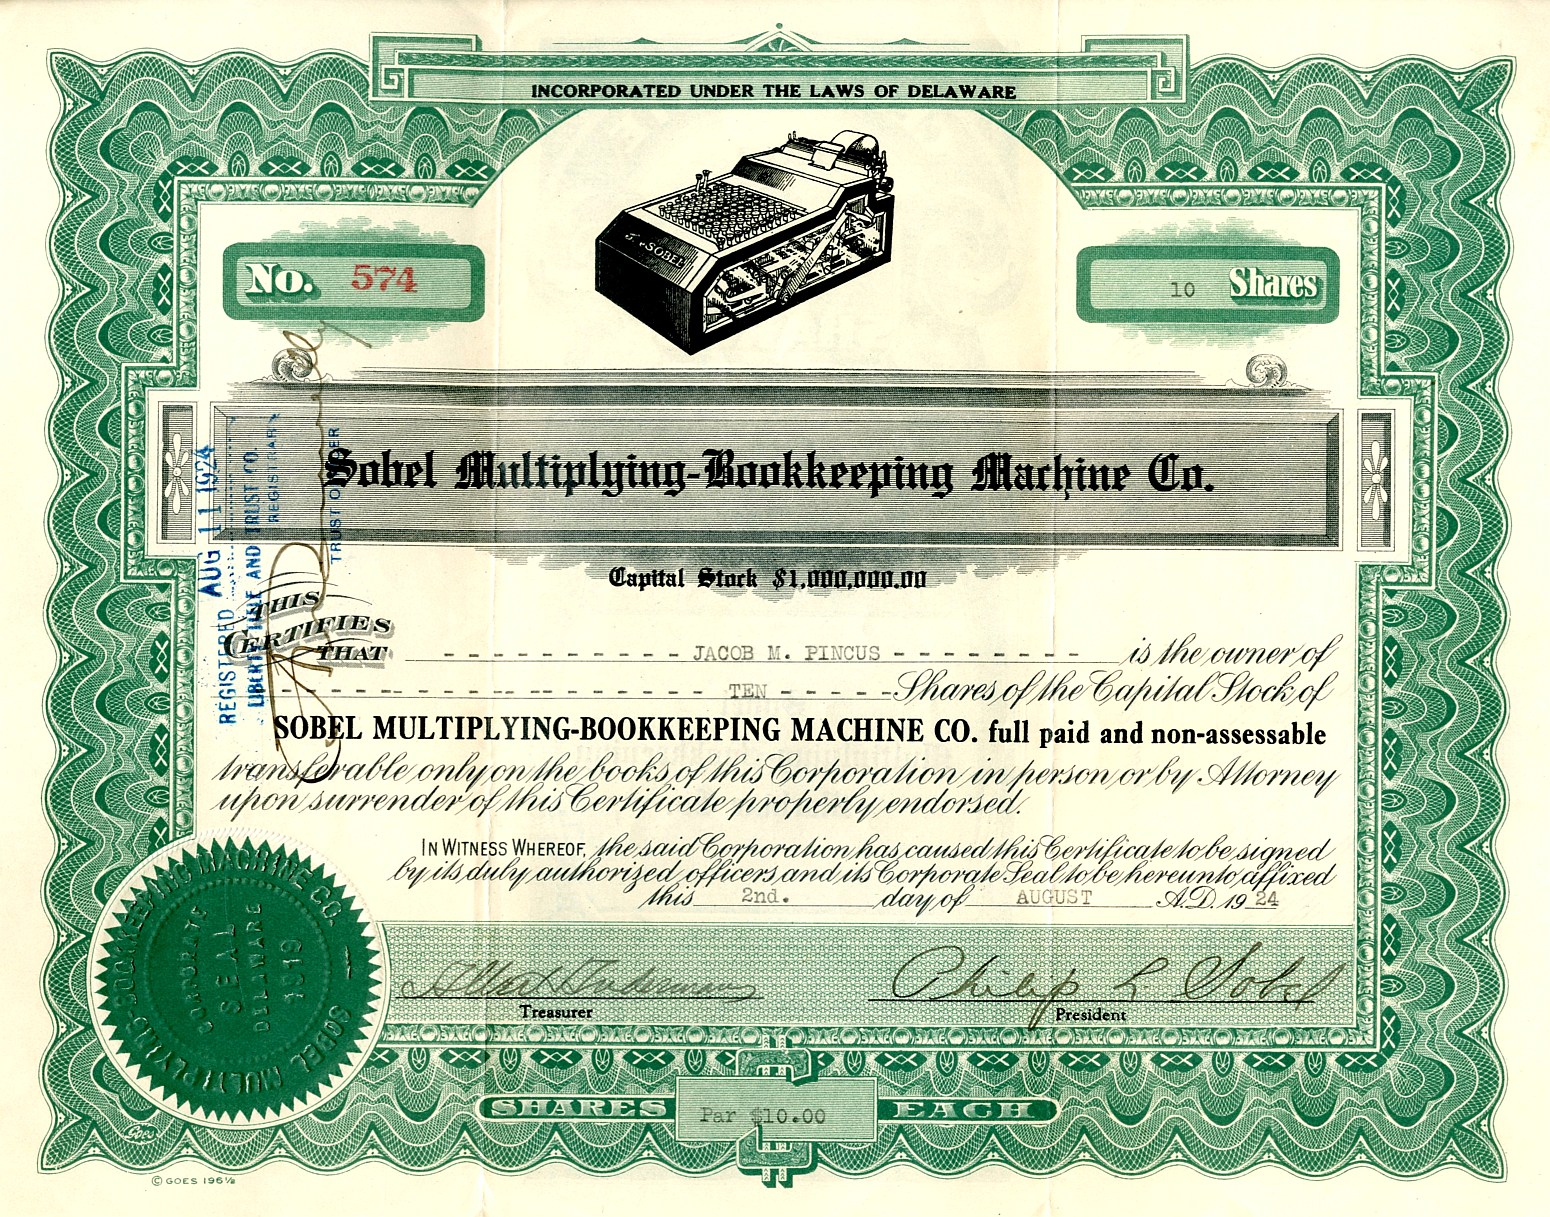 INCORPORATED UNDER THE LAWS OF DELAWARE
SOBEL
No. 574
10 Shares
Sobel Multiplying-Bookkeeping Machine Co.
Capital Stock $1,000,000.00
REGISTERED AUG 11 1924
LIBERTY TITLE AND TRUST CO.
REGISTRAR
TRUST OFFICER
THIS
CERTIFIES
THAT
JACOB M. PINCUS is the owner of
TEN Shares of the Capital Stock of
SOBEL MULTIPLYING-BOOKKEEPING MACHINE CO. full paid and non-assessable
transferable only on the books of this Corporation in person or by Attorney
upon surrender of this Certificate properly endorsed.
IN WITNESS WHEREOF, the said Corporation has caused this Certificate to be signed
by its duly authorized officers and its Corporate Seal to be hereunto affixed
this 2nd. day of AUGUST A.D. 1924
SOBEL MULTIPLYING-BOOKKEEPING MACHINE CO.
CORPORATE
SEAL
DELAWARE
1919
Philip L Sobel
Treasurer
President
SHARES Par $10.00 EACH
Goes
© GOES 196½